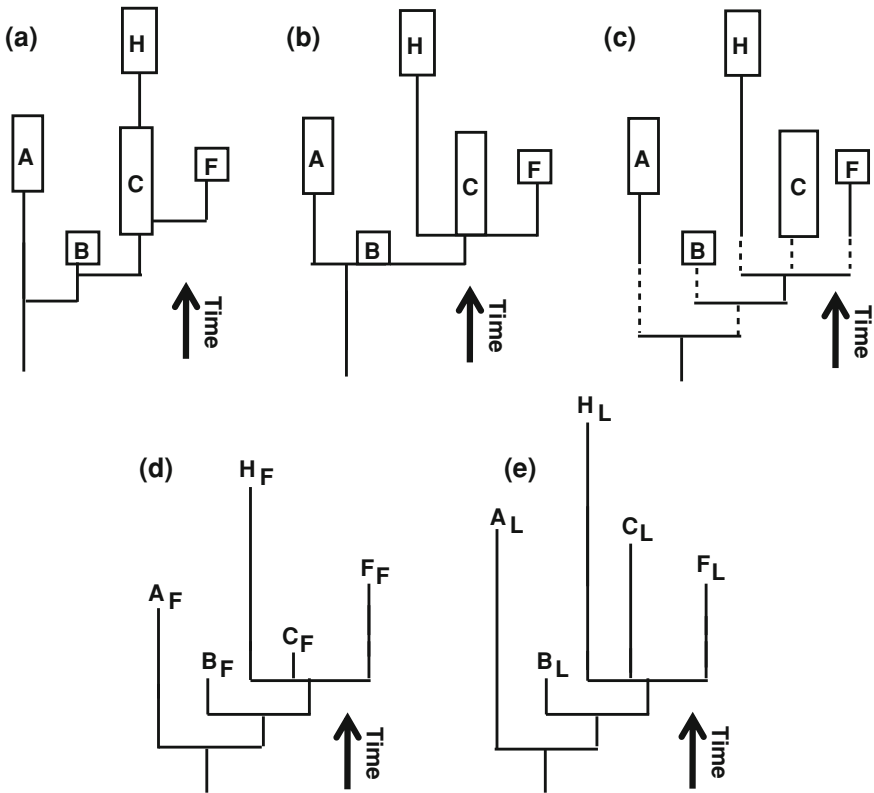 (a)
H
A
C
F
B
Time
(b)
H
A
C
F
B
Time
(c)
H
A
C
F
B
Time
(d)
H F
F F
A F
C F
B F
Time
(e)
H L
A L
C L
F L
B L
Time